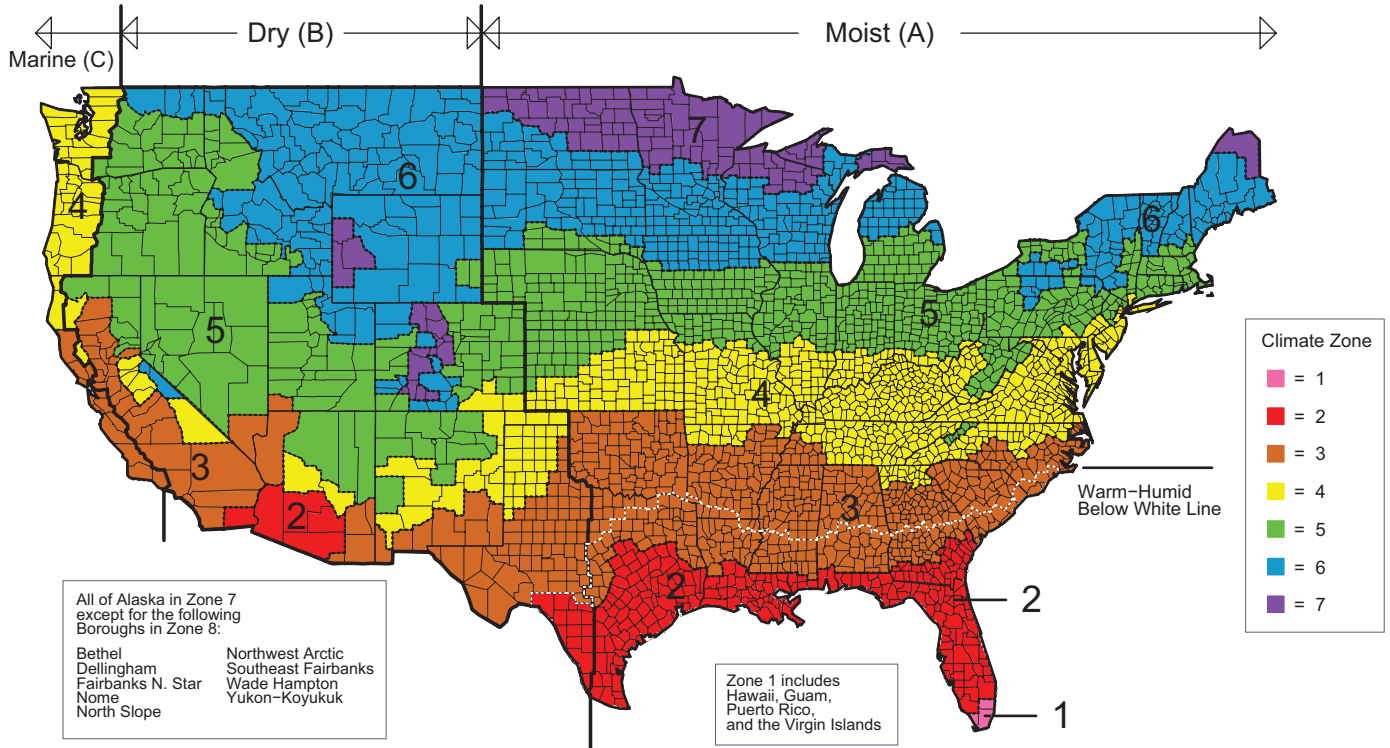 Marine (C)
Dry (B)
Moist (A)
7
6
4
6
5
5
4
3
3
2
2
2
1
Warm−Humid
Below White Line
Climate Zone
= 1
= 2
= 3
= 4
= 5
= 6
= 7
All of Alaska in Zone 7
except for the following
Boroughs in Zone 8:
Bethel
Dellingham
Fairbanks N. Star
Nome
North Slope
Northwest Arctic
Southeast Fairbanks
Wade Hampton
Yukon−Koyukuk
Zone 1 includes
Hawaii, Guam,
Puerto Rico,
and the Virgin Islands